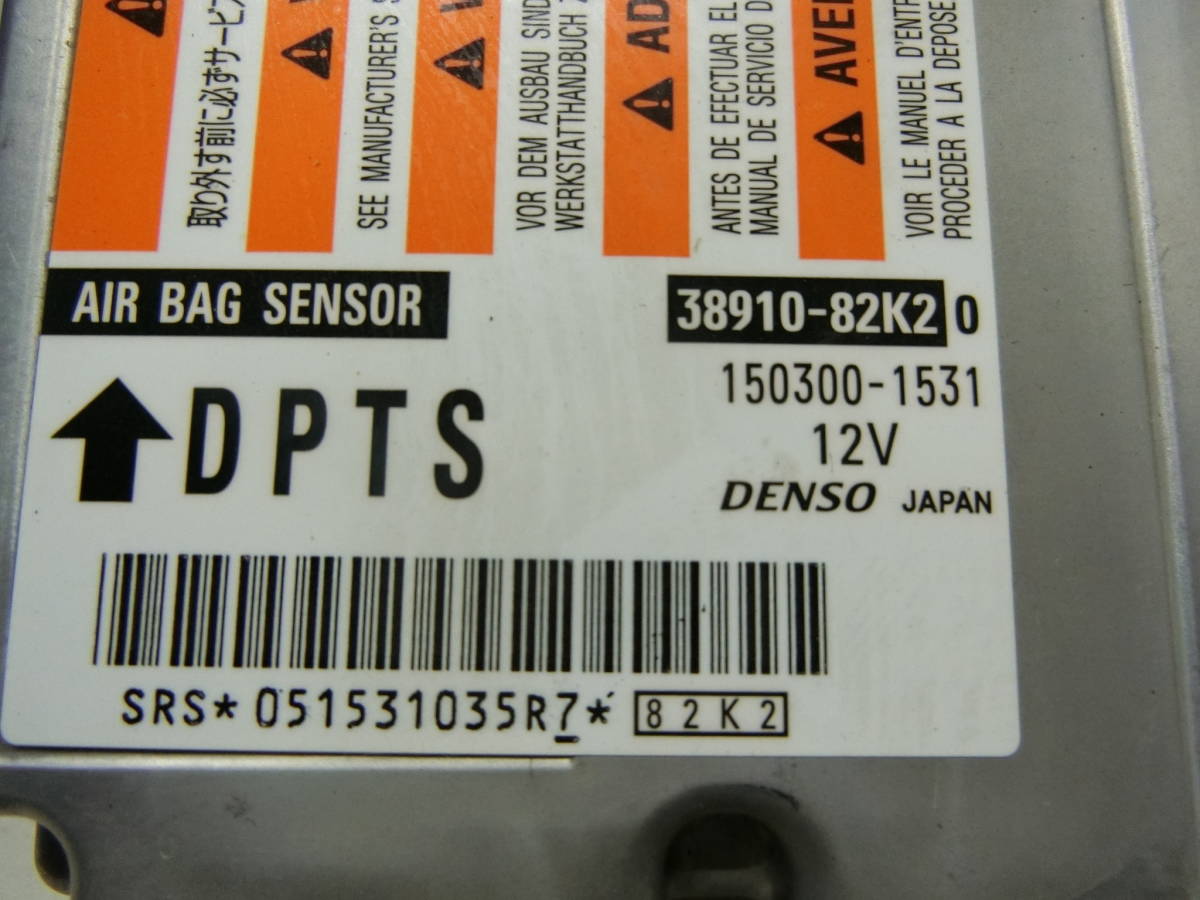 取り外す前に必ずサービス
SEE MANUFACTURER'S
VOR DEM AUSBAU SIND
WERKSTATTHANDBUCH
AD
ANTES DE EFECTUAR EL
MANUAL DE SERVICIO
AVE
VOIR LE MANUEL D'ENTR
PROCEDER A LA DEPOSE
AIR BAG SENSOR
38910-82K2 0
DPTS
150300-1531
12V
DENSO JAPAN
SRS*051531035R7* 82K2